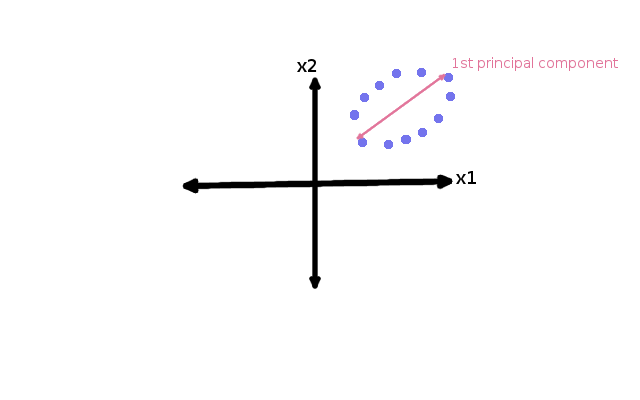 1st principal component
x2
x1